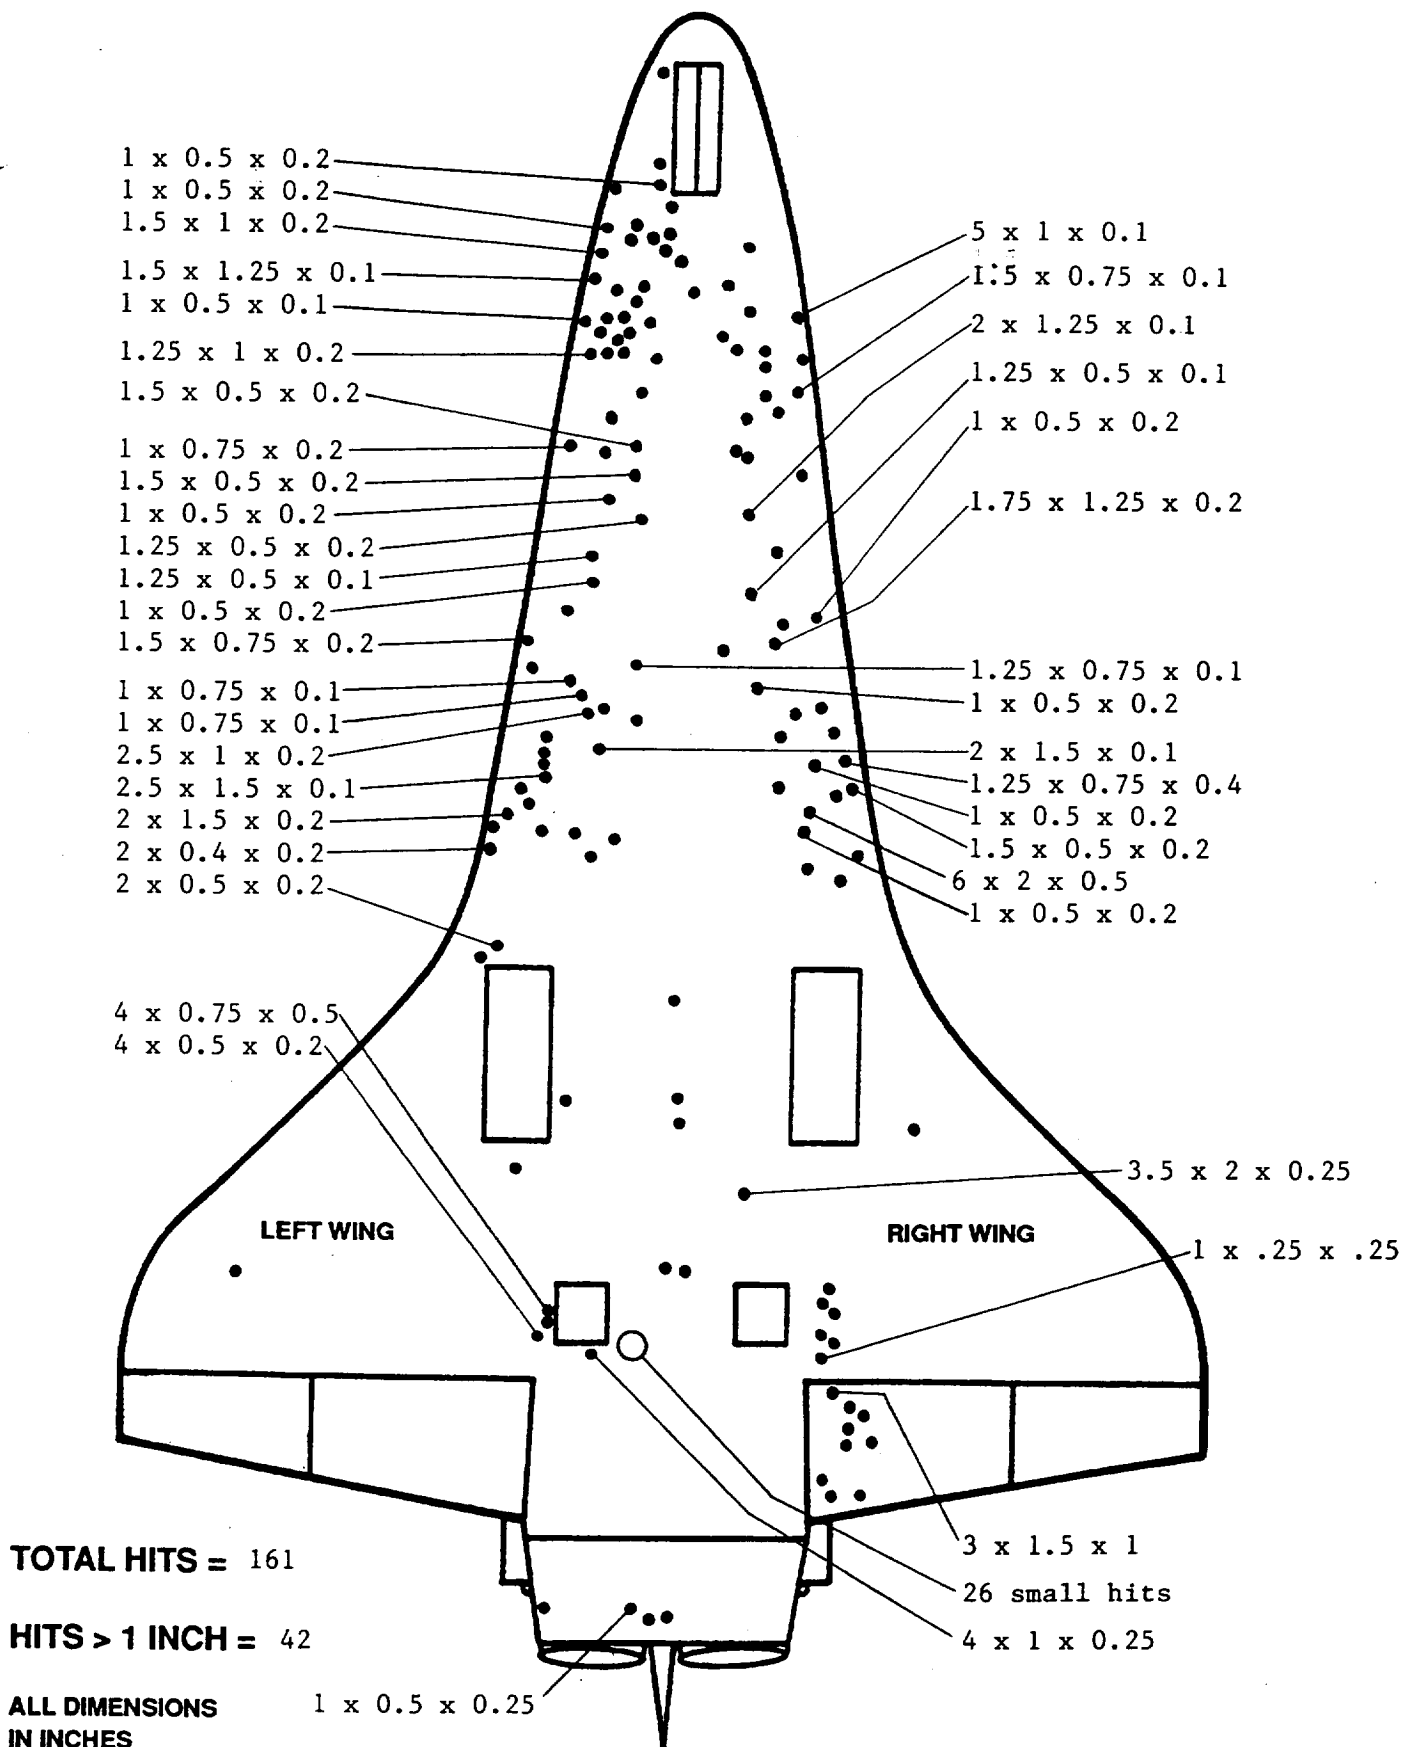 1 x 0.5 x 0.2
1 x 0.5 x 0.2
1.5 x 1 x 0.2
1.5 x 1.25 x 0.1
1 x 0.5 x 0.1
1.25 x 1 x 0.2
1.5 x 0.5 x 0.2
1 x 0.75 x 0.2
1.5 x 0.5 x 0.2
1 x 0.5 x 0.2
1.25 x 0.5 x 0.2
1.25 x 0.5 x 0.1
1 x 0.5 x 0.2
1.5 x 0.75 x 0.2
1 x 0.75 x 0.1
1 x 0.75 x 0.1
2.5 x 1 x 0.2
2.5 x 1.5 x 0.1
2 x 1.5 x 0.2
2 x 0.4 x 0.2
2 x 0.5 x 0.2
4 x 0.75 x 0.5
4 x 0.5 x 0.2
5 x 1 x 0.1
1.5 x 0.75 x 0.1
2 x 1.25 x 0.1
1.25 x 0.5 x 0.1
1 x 0.5 x 0.2
1.75 x 1.25 x 0.2
1.25 x 0.75 x 0.1
1 x 0.5 x 0.2
2 x 1.5 x 0.1
1.25 x 0.75 x 0.4
1 x 0.5 x 0.2
1.5 x 0.5 x 0.2
6 x 2 x 0.5
1 x 0.5 x 0.2
3.5 x 2 x 0.25
LEFT WING
RIGHT WING
1 x .25 x .25
3 x 1.5 x 1
26 small hits
4 x 1 x 0.25
TOTAL HITS = 161
HITS > 1 INCH = 42
1 x 0.5 x 0.25
ALL DIMENSIONS
IN INCHES